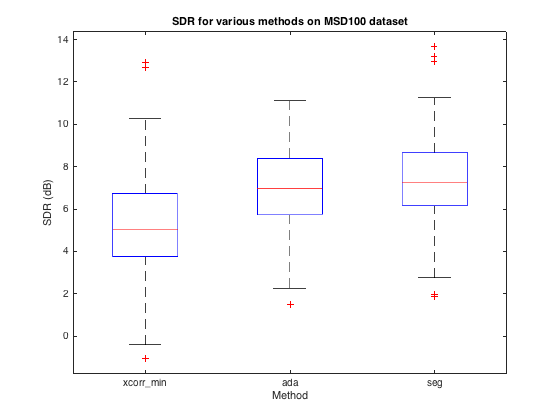 SDR for various methods on MSD100 dataset
14
12
10
8
6
4
2
0
SDR (dB)
xcorr_min ada seg
Method